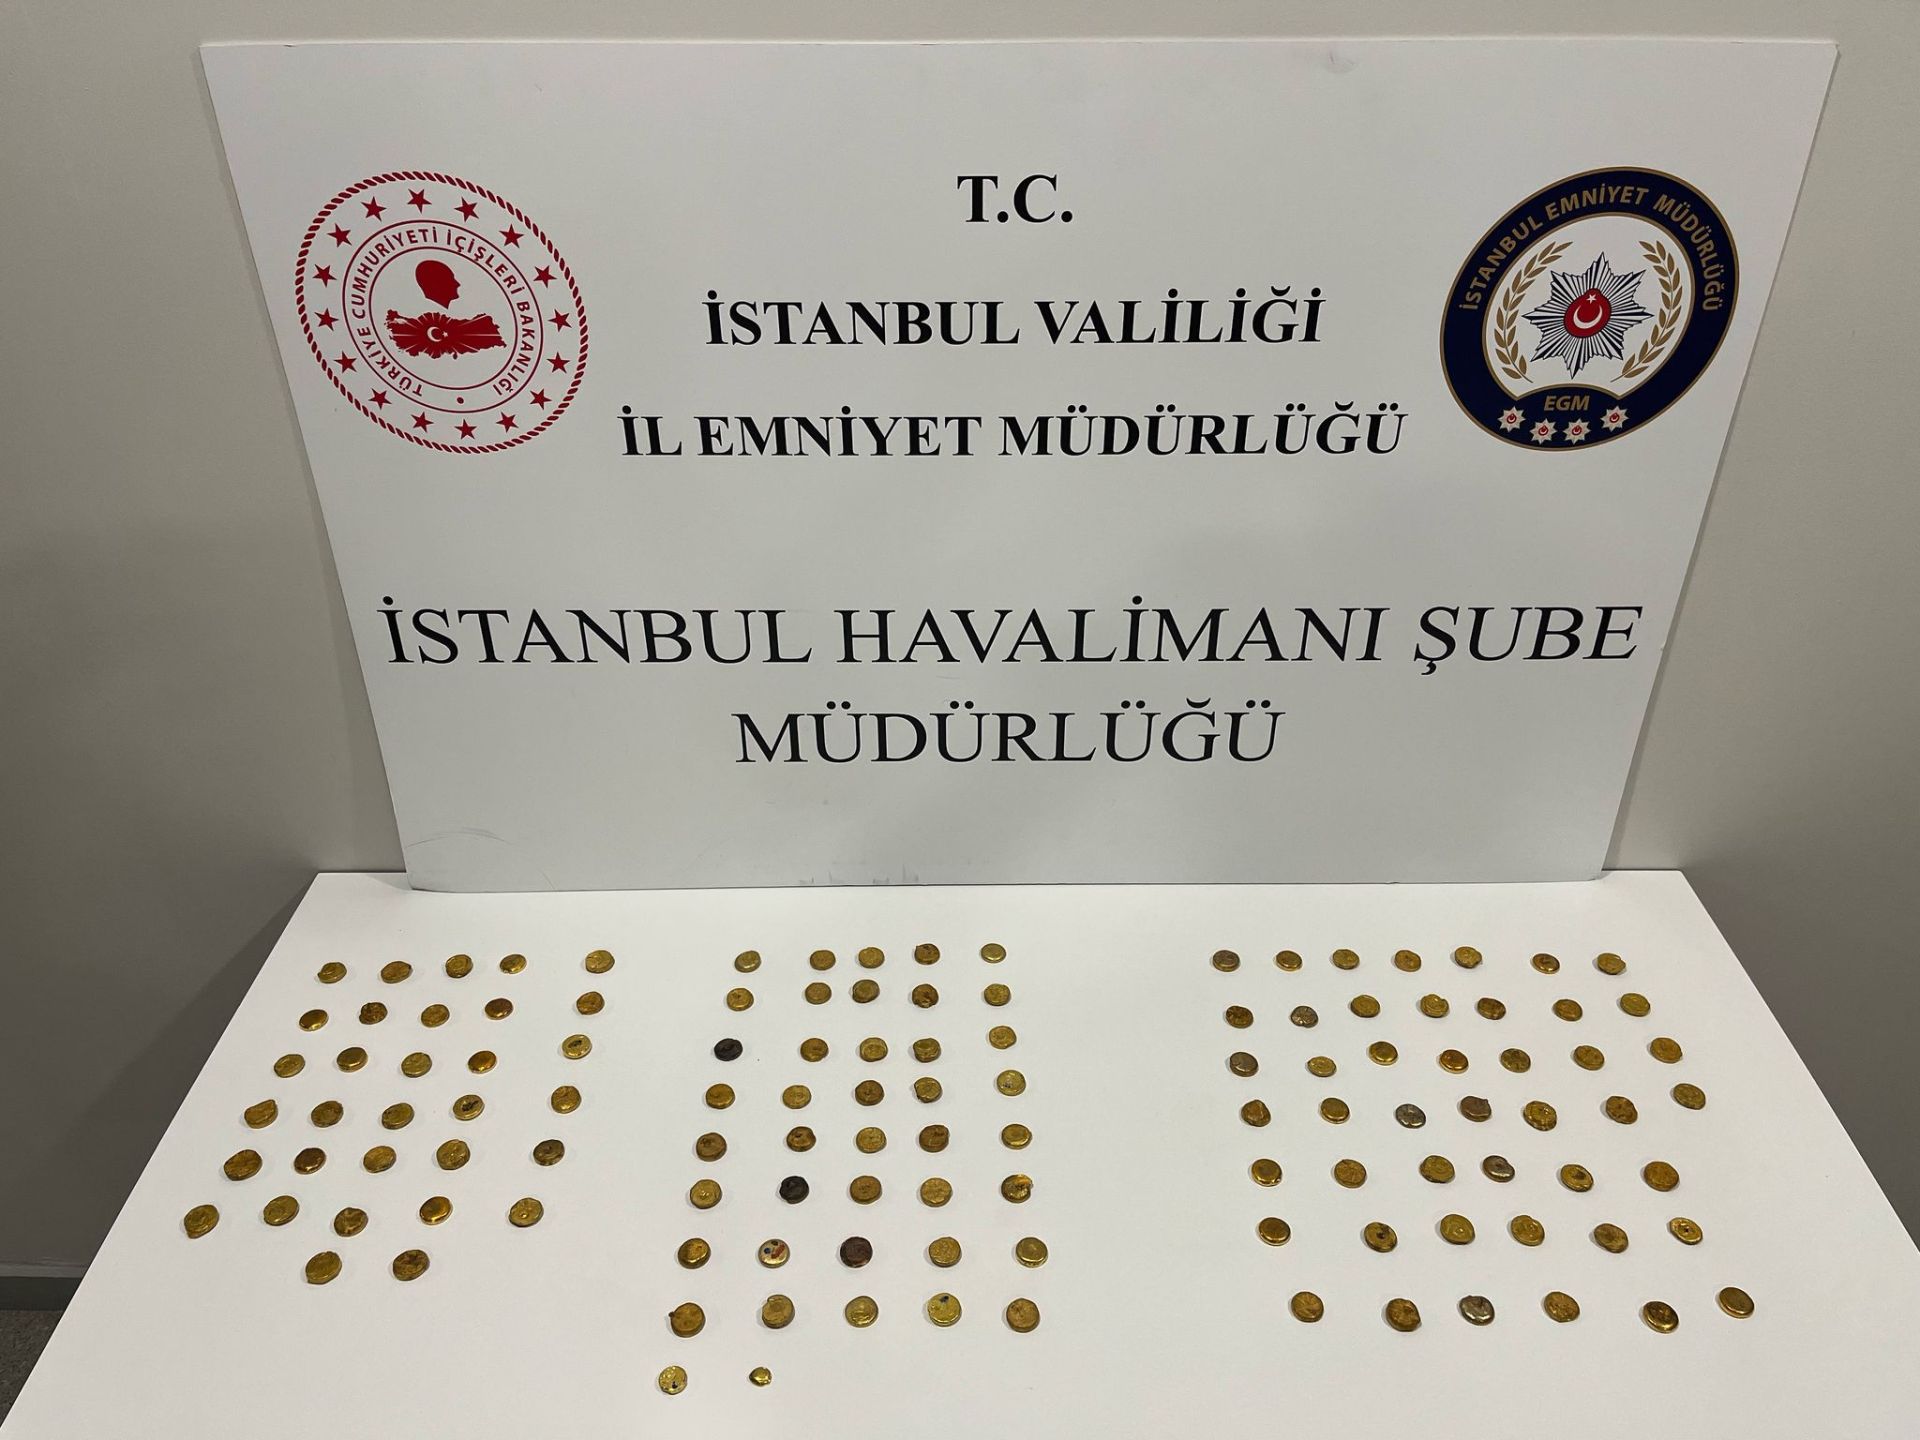 TÜRKİYE CUMHURİYETİ İÇİŞLERİ BAKANLIĞI
T.C.
İSTANBUL VALİLİĞİ
İL EMNİYET MÜDÜRLÜĞÜ
İSTANBUL HAVALİMANI ŞUBE
MÜDÜRLÜĞÜ
İSTANBUL EMNİYET MÜDÜRLÜĞÜ
EGM